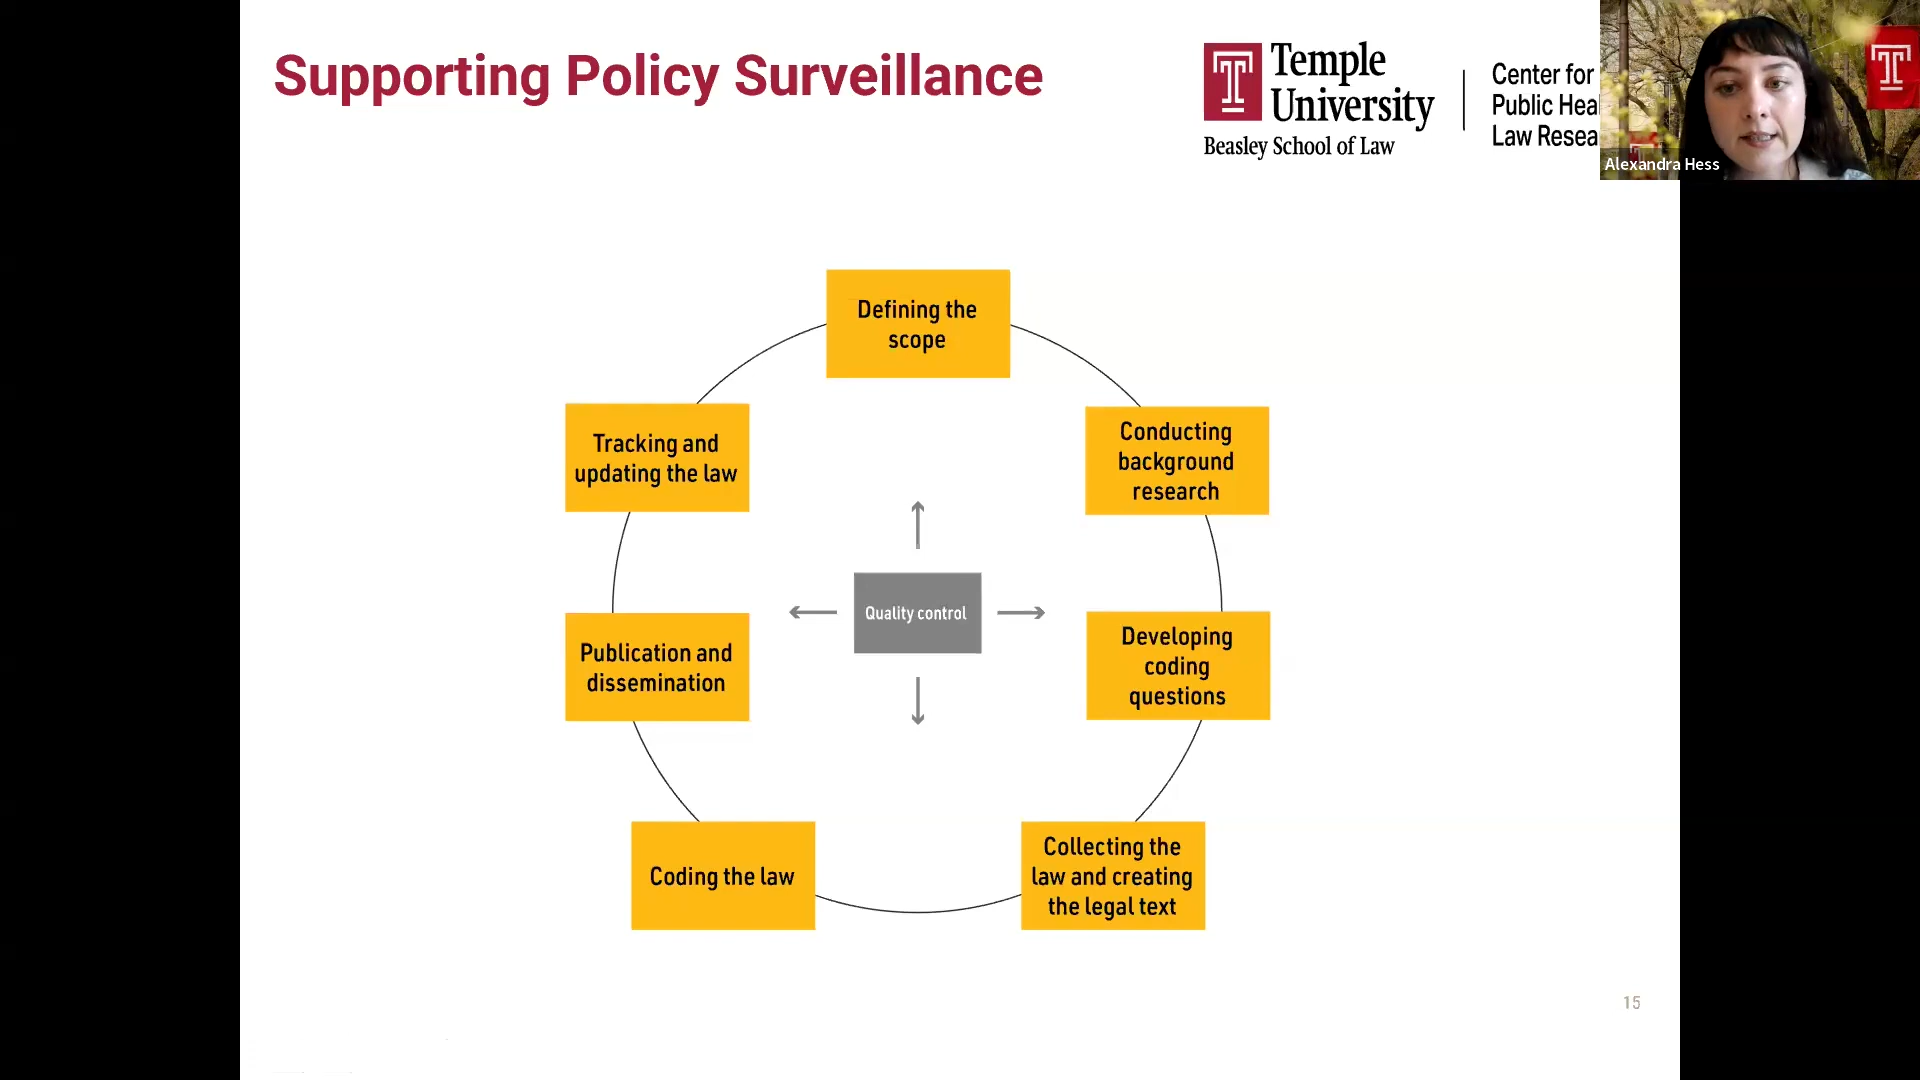 Supporting Policy Surveillance
Temple
University
Beasley School of Law
Center for
Public Hea
Law Resea
Alexandra Hess
Defining the
scope
Conducting
background
research
Developing
coding
questions
Collecting the
law and creating
the legal text
Coding the law
Publication and
dissemination
Tracking and
updating the law
Quality control
15